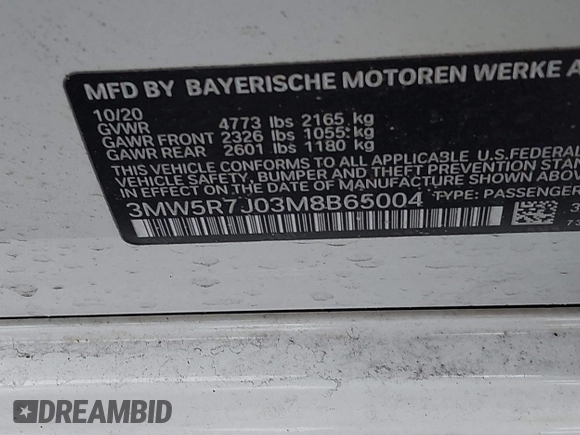 MFD BY BAYERISCHE MOTOREN WERKE A
10/20
GVWR 4773 lbs 2165 kg
GAWR FRONT 2326 lbs 1055 kg
GAWR REAR 2601 lbs 1180 kg
THIS VEHICLE CONFORMS TO ALL APPLICABLE U.S. FEDERAL
VEHICLE SAFETY, BUMPER, AND THEFT PREVENTION STAN
IN EFFECT ON THE DATE OF MANUFACTURE SHOWN ABOVE.
3MW5R7J03M8B65004 TYPE: PASSENGER
DREAMBID